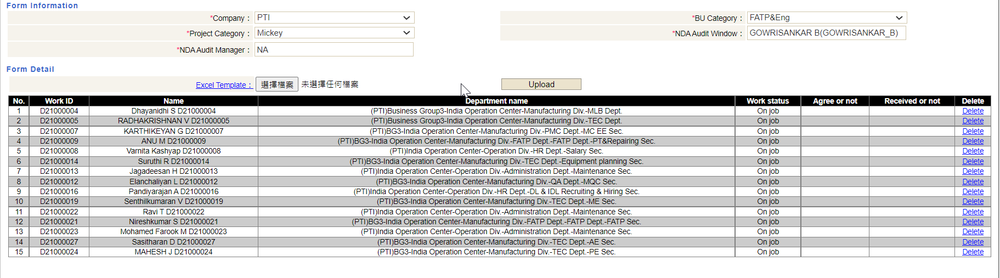 Form Information
*Company : PTI *BU Category : FATP&Eng
*Project Category : Mickey *NDA Audit Window : GOWRISANKAR B(GOWRISANKAR_B)
*NDA Audit Manager : NA
Form Detail
Excel Template : 選擇檔案 未選擇任何檔案 Upload
No. Work ID Name Department name Work status Agree or not Received or not Delete
1 D21000004 Dhayanidhi S D21000004 (PTI)Business Group3-India Operation Center-Manufacturing Div.-MLB Dept. On job Delete
2 D21000005 RADHAKRISHNAN V D21000005 (PTI)Business Group3-India Operation Center-Manufacturing Div.-TEC Dept. On job Delete
3 D21000007 KARTHIKEYAN G D21000007 (PTI)BG3-India Operation Center-Manufacturing Div.-PMC Dept.-MC EE Sec. On job Delete
4 D21000009 ANU M D21000009 (PTI)BG3-India Operation Center-Manufacturing Div.-FATP Dept.-FATP Dept.-PT&Repairing Sec. On job Delete
5 D21000008 Varnita Kashyap D21000008 (PTI)India Operation Center-Operation Div.-HR Dept.-Salary Sec. On job Delete
6 D21000014 Suruthi R D21000014 (PTI)BG3-India Operation Center-Manufacturing Div.-TEC Dept.-Equipment planning Sec. On job Delete
7 D21000013 Jagadeesan H D21000013 (PTI)India Operation Center-Operation Div.-Administration Dept.-Maintenance Sec. On job Delete
8 D21000012 Elanchaliyan L D21000012 (PTI)BG3-India Operation Center-Manufacturing Div.-QA Dept.-MQC Sec. On job Delete
9 D21000016 Pandiyarajan A D21000016 (PTI)India Operation Center-Operation Div.-HR Dept.-DL & IDL Recruiting & Hiring Sec. On job Delete
10 D21000019 Senthilkumaran V D21000019 (PTI)BG3-India Operation Center-Manufacturing Div.-TEC Dept.-ME Sec. On job Delete
11 D21000022 Ravi T D21000022 (PTI)India Operation Center-Operation Div.-Administration Dept.-Maintenance Sec. On job Delete
12 D21000021 Nireshkumar S D21000021 (PTI)BG3-India Operation Center-Manufacturing Div.-FATP Dept.-FATP Dept.-FATP Sec. On job Delete
13 D21000023 Mohamed Farook M D21000023 (PTI)India Operation Center-Operation Div.-Administration Dept.-Maintenance Sec. On job Delete
14 D21000027 Sasitharan D D21000027 (PTI)BG3-India Operation Center-Manufacturing Div.-TEC Dept.-AE Sec. On job Delete
15 D21000024 MAHESH J D21000024 (PTI)BG3-India Operation Center-Manufacturing Div.-TEC Dept.-PE Sec. On job Delete